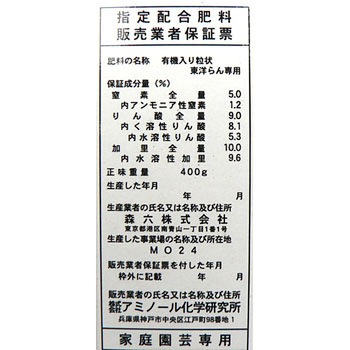 指定配合肥料
販売業者保証票
肥料の名称 有機入り粒状
東洋らん専用
保証成分量(%)
窒素全量 5.0
内アンモニア性窒素 1.2
りん酸全量 9.0
内く溶性りん酸 8.1
内水溶性りん酸 5.3
加里全量 10.0
内水溶性加里 9.6
正味重量 400g
生産した年月
年 月
生産業者の氏名又は名称及び住所
森六株式会社
東京都港区南青山一丁目1番1号
生産した事業場の名称及び所在地
MO24
販売業者保証票を付した年月
枠外に記載 年 月
販売業者の氏名又は名称及び住所
株式会社アミノール化学研究所
兵庫県神戸市中央区江戸町98番地1
家庭園芸専用